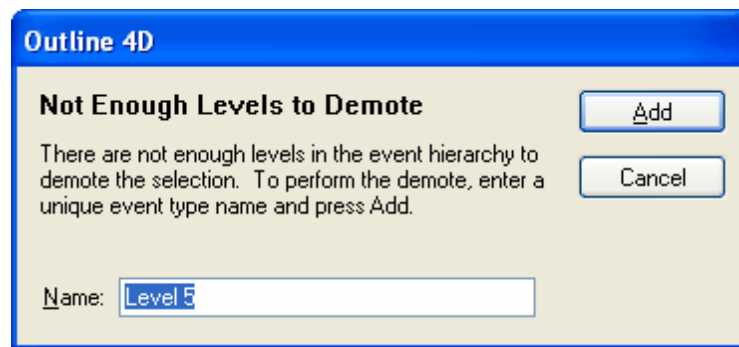 Outline 4D
Not Enough Levels to Demote
Add
There are not enough levels in the event hierarchy to
demote the selection.  To perform the demote, enter a
unique event type name and press Add.
Cancel
Name: Level 5